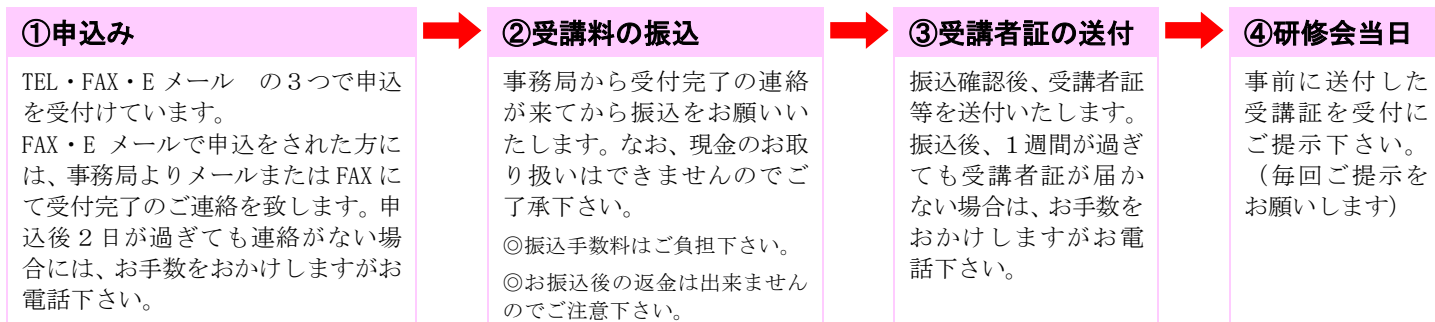 ①申込み
TEL・FAX・E メール　の３つで申込
を受付けています。
FAX・E メールで申込をされた方に
は、事務局よりメールまたは FAX に
て受付完了のご連絡を致します。申
込後２日が過ぎても連絡がない場
合には、お手数をおかけしますがお
電話下さい。
②受講料の振込
事務局から受付完了の連絡
が来てから振込をお願いい
たします。なお、現金のお取
り扱いはできませんのでご
了承下さい。
◎振込手数料はご負担下さい。
◎お振込後の返金は出来ません
のでご注意下さい。
③受講者証の送付
振込確認後、受講者証
等を送付いたします。
振込後、１週間が過ぎ
ても受講者証が届か
ない場合は、お手数を
おかけしますがお電
話下さい。
④研修会当日
事前に送付した
受講証を受付に
ご提示下さい。
（毎回ご提示を
お願いします）